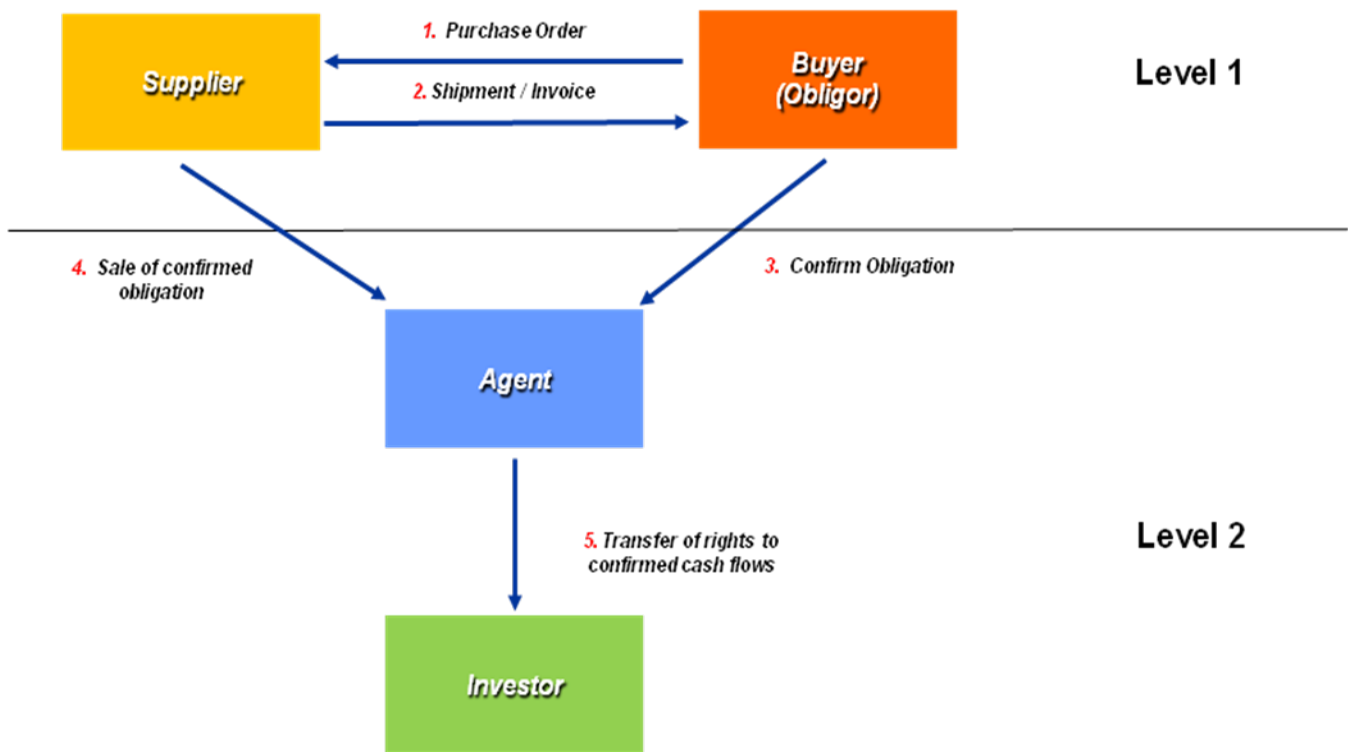 1. Purchase Order
Supplier
Buyer
(Obligor)
Level 1
2. Shipment / Invoice
4. Sale of confirmed
obligation
3. Confirm Obligation
Agent
5. Transfer of rights to
confirmed cash flows
Level 2
Investor